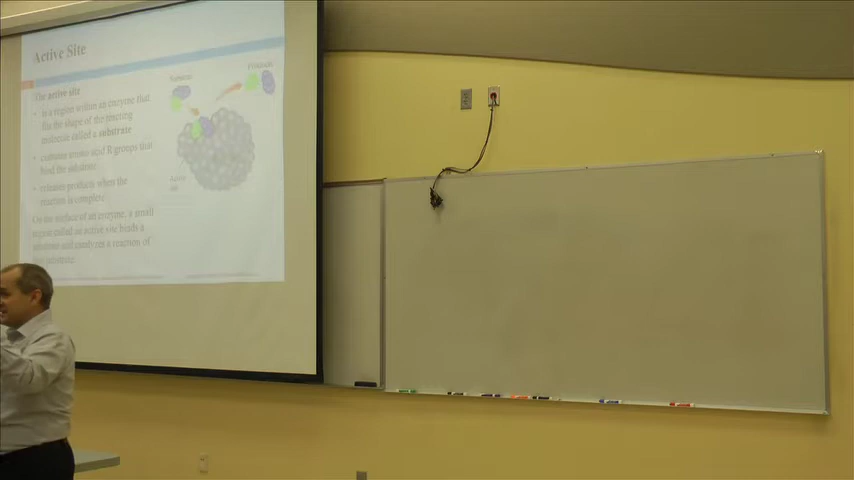 Active Site
The active site
• is a region within an enzyme that
fits the shape of the reacting
molecule called a substrate
• contains amino acid R groups that
bind the substrate
• releases products when the
reaction is complete
On the surface of an enzyme, a small
region called an active site binds a
substrate and catalyzes a reaction of
that substrate.
Substrate
Products
Active
site